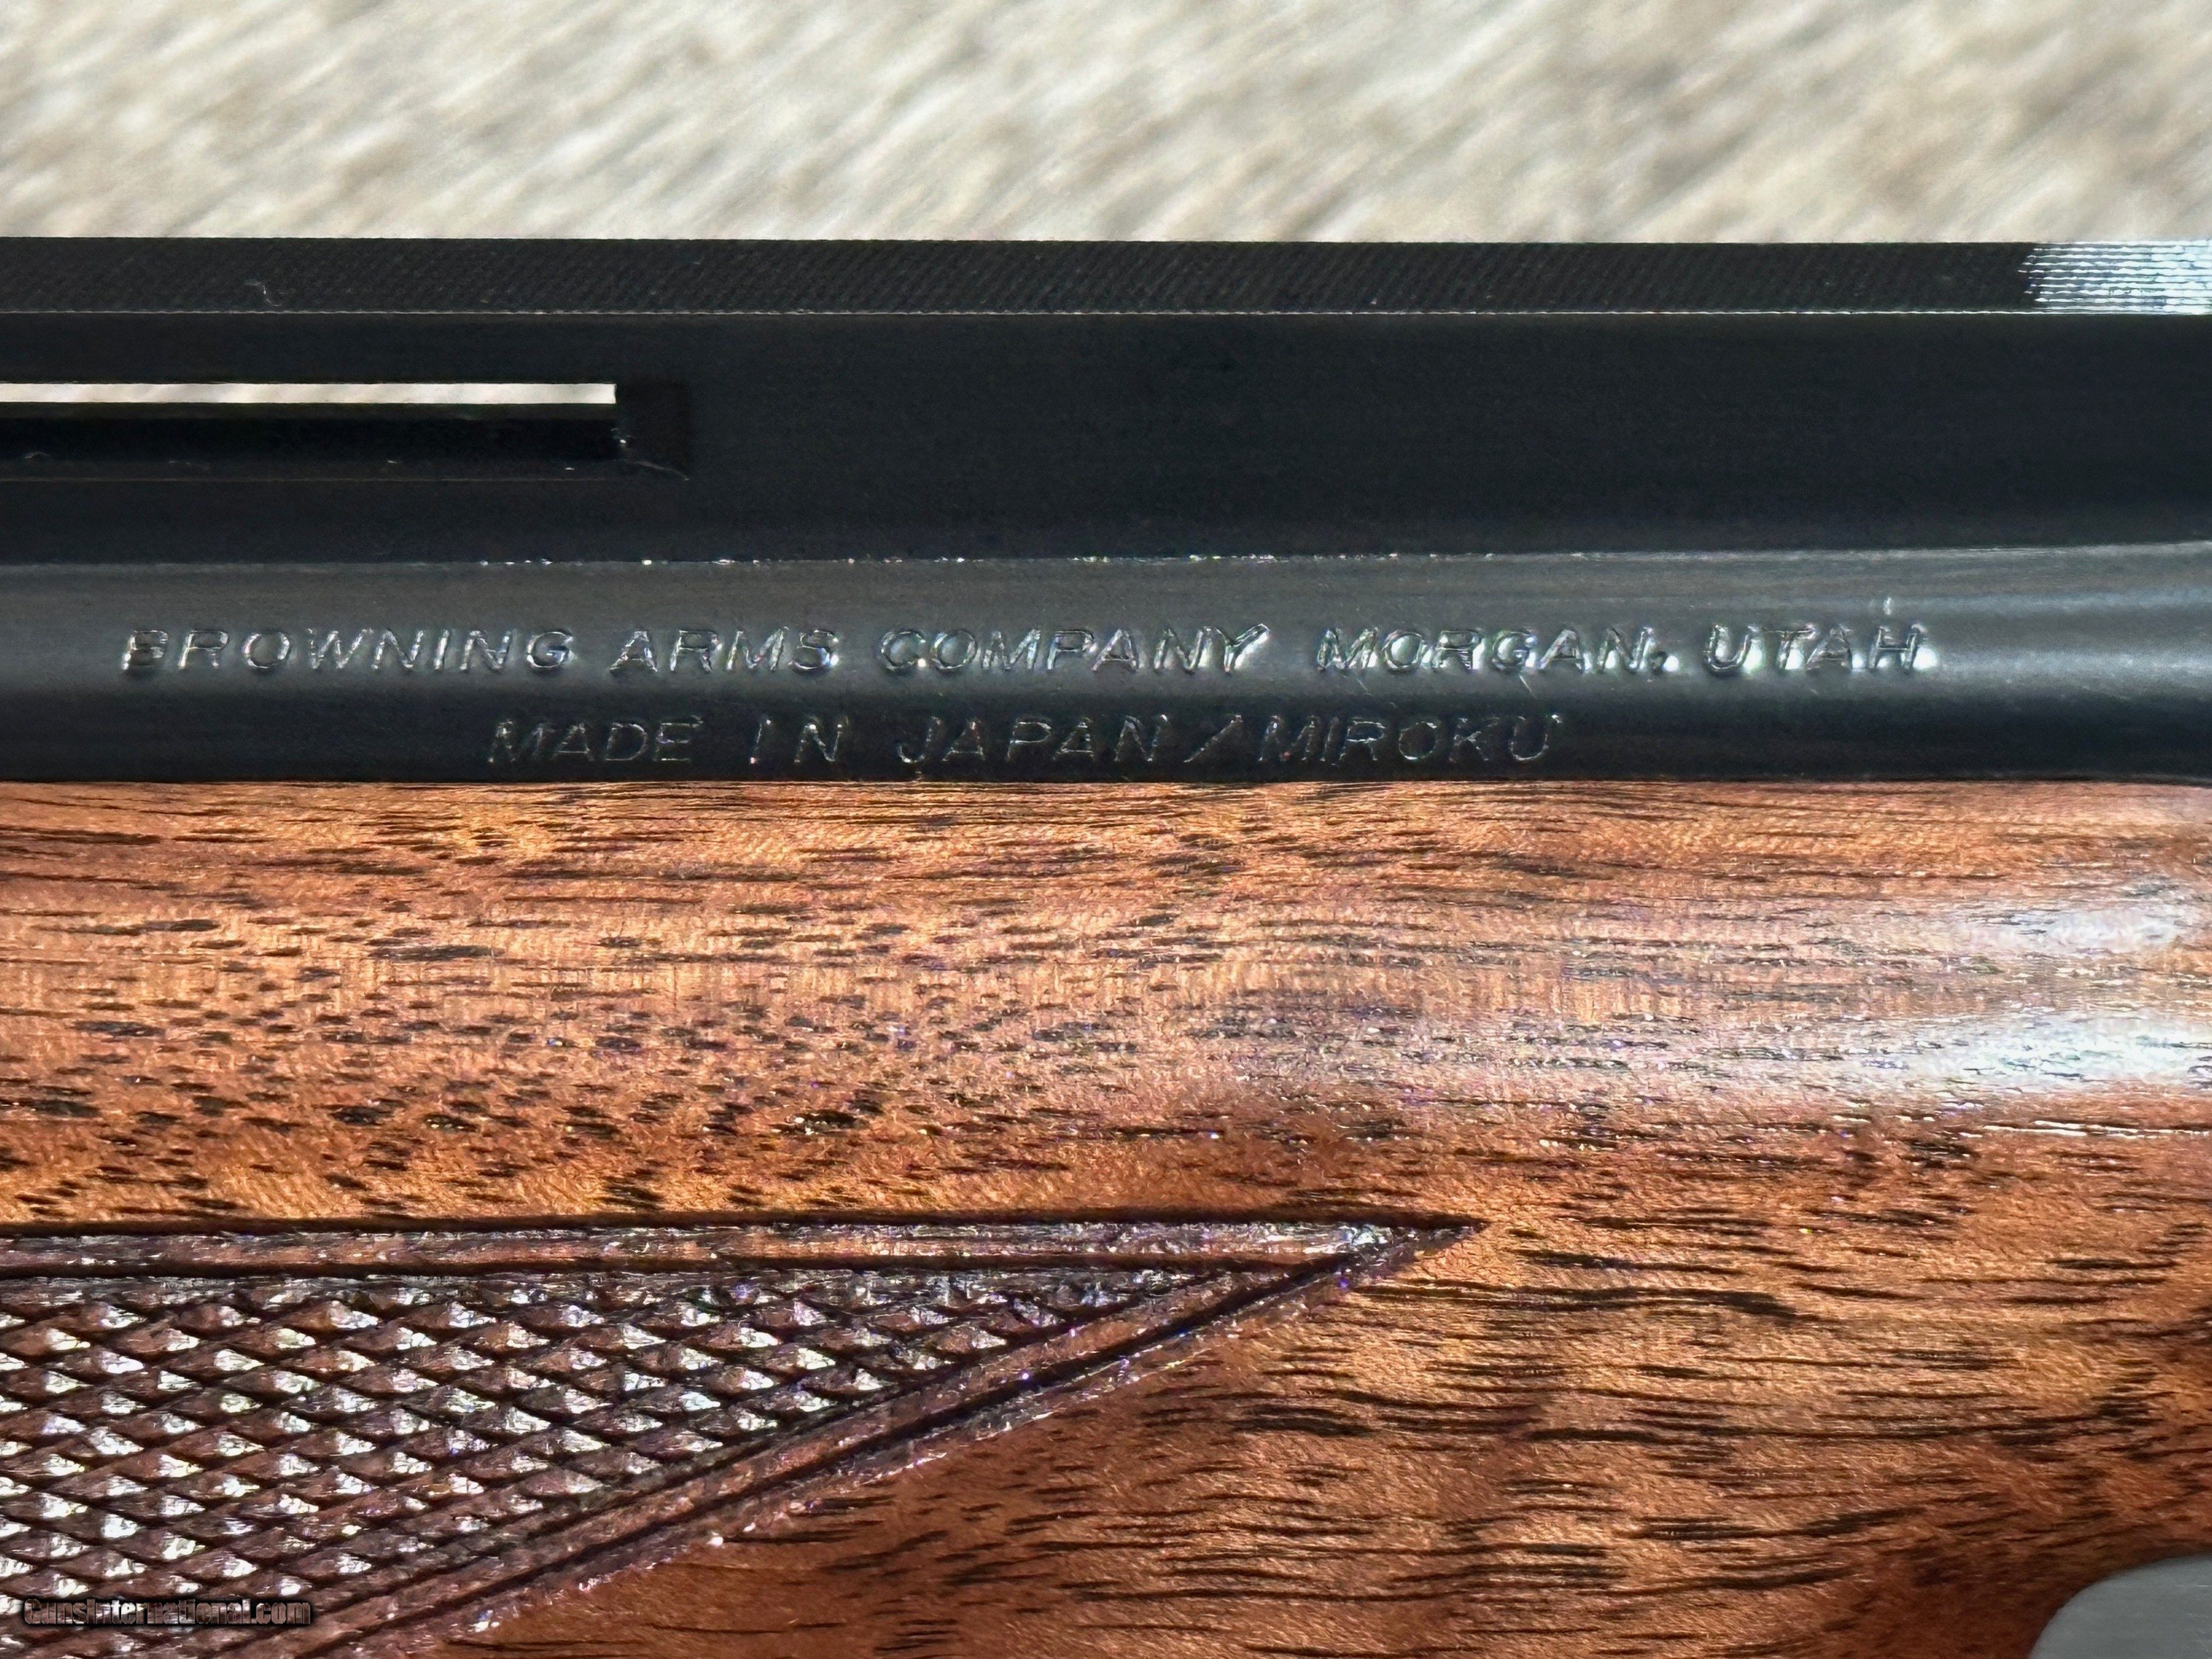 BROWNING ARMS COMPANY MORGAN, UTAH
MADE IN JAPAN/MIROKU
GunsInternational.com